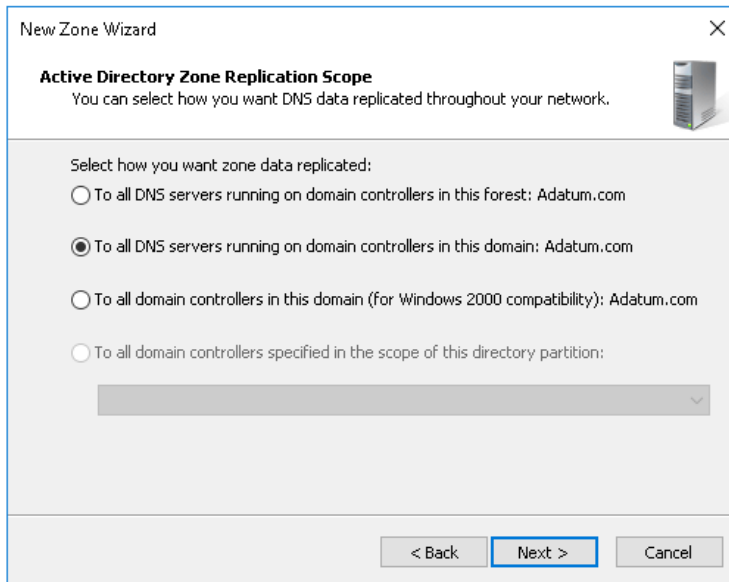 New Zone Wizard
Active Directory Zone Replication Scope
You can select how you want DNS data replicated throughout your network.
Select how you want zone data replicated:
To all DNS servers running on domain controllers in this forest: Adatum.com
To all DNS servers running on domain controllers in this domain: Adatum.com
To all domain controllers in this domain (for Windows 2000 compatibility): Adatum.com
To all domain controllers specified in the scope of this directory partition:
< Back Next > Cancel